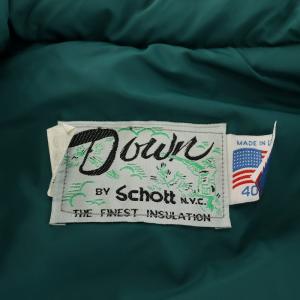 Down
BY Schott N.Y.C.
THE FINEST INSULATION
MADE IN U
40